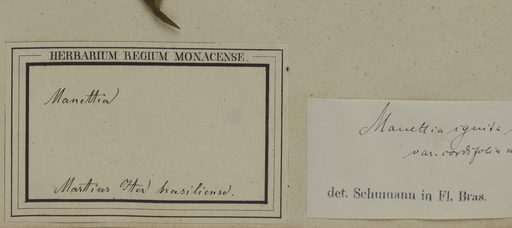 HERBARIUM REGIUM MONACENSE.
Manettia
Martius Iter brasiliense.
Manettia ignita
var. cordifolia
det. Schumann in Fl. Bras.